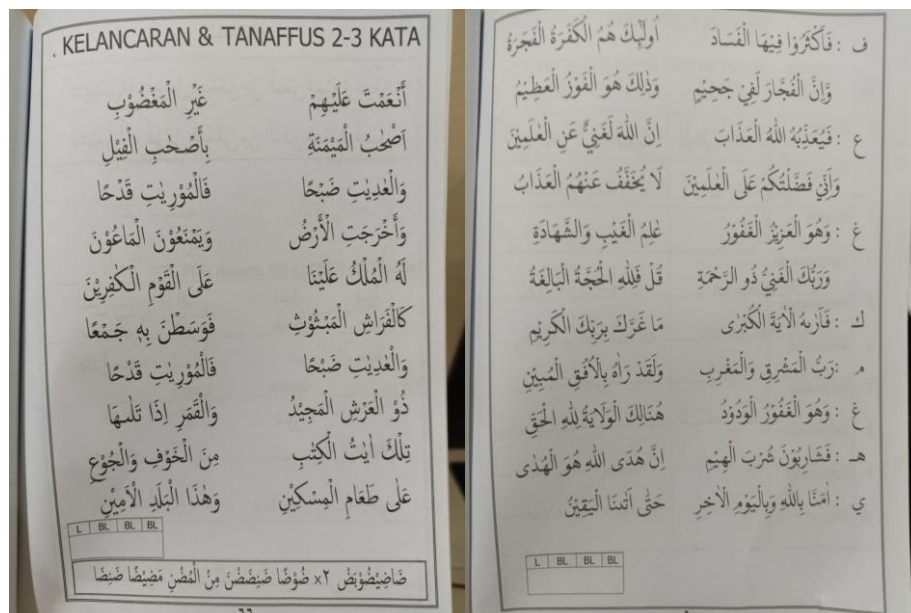 KELANCARAN & TANAFFUS 2-3 KATA
أَنْعَمْتَ عَلَيْهِمْ غَيْرِ الْمَغْضُوْبِ
اَصْحٰبُ الْمَيْمَنَةِ بِأَصْحٰبِ الْفِيْلِ
وَالْعٰدِيٰتِ ضَبْحًا فَالْمُوْرِيٰتِ قَدْحًا
وَأَخْرَجَتِ الْأَرْضُ وَيَمْنَعُوْنَ الْمَاعُوْنَ
لَهُ الْمُلْكُ عَلَيْنَا عَلَى الْقَوْمِ الْكٰفِرِيْنَ
كَالْفَرَاشِ الْمَبْثُوْثِ فَوَسَطْنَ بِهٖ جَمْعًا
وَالْعٰدِيٰتِ ضَبْحًا فَالْمُوْرِيٰتِ قَدْحًا
ذُو الْعَرْشِ الْمَجِيْدُ وَالْقَمَرِ اِذَا تَلٰىهَا
تِلْكَ اٰيٰتُ الْكِتٰبِ مِنَ الْخَوْفِ وَالْجُوْعِ
عَلٰى طَعَامِ الْمِسْكِيْنِ وَهٰذَا الْبَلَدِ الْاَمِيْنِ
L BL BL BL
ضَاضِيْضُوْبَضْ ×٢ ضُوْضًا ضَنِضَضْنَ مِنْ الْمُضْنِ مَضِيْضًا ضَنِضَا
٦٦
ف : فَأَكْثَرُوْا فِيْهَا الْفَسَادَ اُولٰۤىِٕكَ هُمُ الْكَفَرَةُ الْفَجَرَةُ
وَإِنَّ الْفُجَّارَ لَفِيْ جَحِيْمٍ وَذٰلِكَ هُوَ الْفَوْزُ الْعَظِيْمُ
ع : فَيُعَذِّبُهُ اللهُ الْعَذَابَ اِنَّ اللهَ لَغَنِيٌّ عَنِ الْعٰلَمِيْنَ
وَاَنِّيْ فَضَّلْتُكُمْ عَلَى الْعٰلَمِيْنَ لَا يُخَفَّفُ عَنْهُمُ الْعَذَابُ
غ : وَهُوَ الْعَزِيْزُ الْغَفُوْرُ عٰلِمُ الْغَيْبِ وَالشَّهَادَةِ
وَرَبُّكَ الْغَنِيُّ ذُو الرَّحْمَةِ قُلْ فَلِلّٰهِ الْحُجَّةُ الْبَالِغَةُ
ك : فَاَرٰىهُ الْاٰيَةَ الْكُبْرٰى مَا غَرَّكَ بِرَبِّكَ الْكَرِيْمِ
م : رَبُّ الْمَشْرِقِ وَالْمَغْرِبِ وَلَقَدْ رَاٰهُ بِالْاُفُقِ الْمُبِيْنِ
غ : وَهُوَ الْغَفُوْرُ الْوَدُوْدُ هُنَالِكَ الْوَلَايَةُ لِلّٰهِ الْحَقِّ
هـ : فَشَارِبُوْنَ شُرْبَ الْهِيْمِ اِنَّ هُدَى اللهِ هُوَ الْهُدٰى
ي : اٰمَنَّا بِاللهِ وَبِالْيَوْمِ الْاٰخِرِ حَتّٰى اَتٰىنَا الْيَقِيْنُ
L BL BL BL